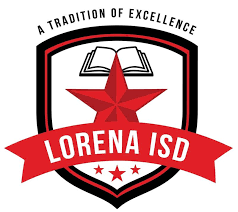 A TRADITION OF EXCELLENCE
LORENA ISD